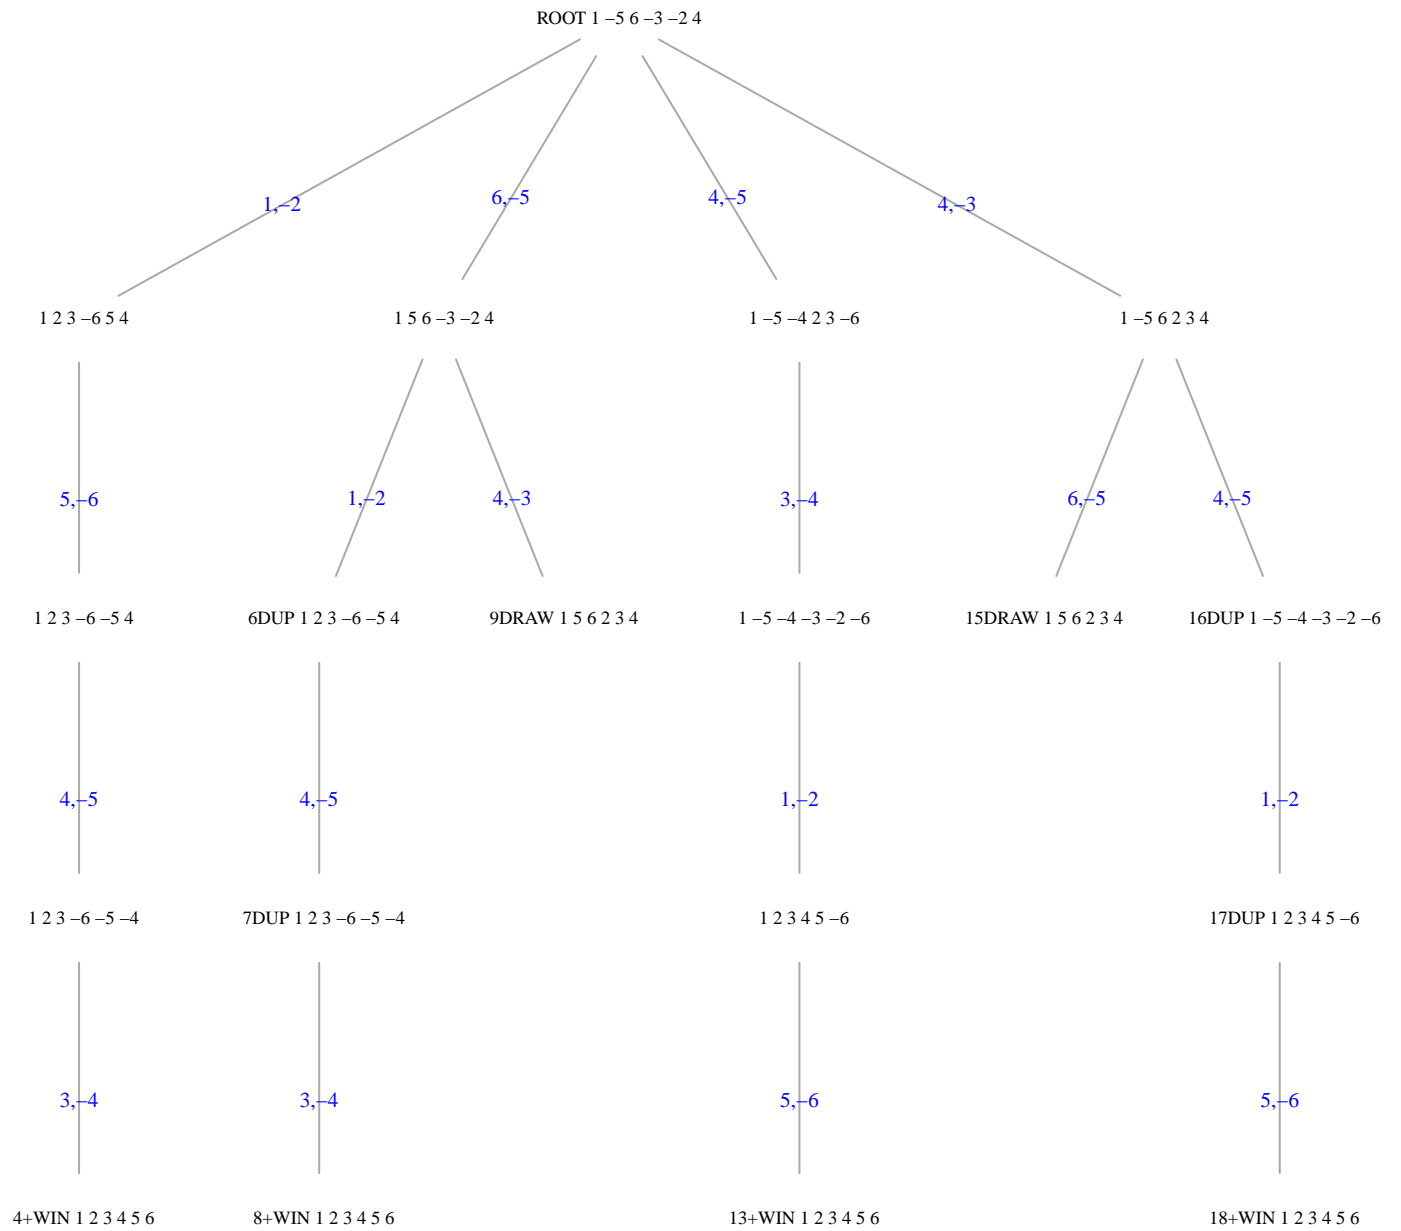 ROOT 1 –5 6 –3 –2 4
1,–2
6,–5
4,–5
4,–3
1 2 3 –6 5 4
1 5 6 –3 –2 4
1 –5 –4 2 3 –6
1 –5 6 2 3 4
5,–6
1,–2
4,–3
3,–4
6,–5
4,–5
1 2 3 –6 –5 4
6DUP 1 2 3 –6 –5 4
9DRAW 1 5 6 2 3 4
1 –5 –4 –3 –2 –6
15DRAW 1 5 6 2 3 4
16DUP 1 –5 –4 –3 –2 –6
4,–5
4,–5
1,–2
1,–2
1 2 3 –6 –5 –4
7DUP 1 2 3 –6 –5 –4
1 2 3 4 5 –6
17DUP 1 2 3 4 5 –6
3,–4
3,–4
5,–6
5,–6
4+WIN 1 2 3 4 5 6
8+WIN 1 2 3 4 5 6
13+WIN 1 2 3 4 5 6
18+WIN 1 2 3 4 5 6